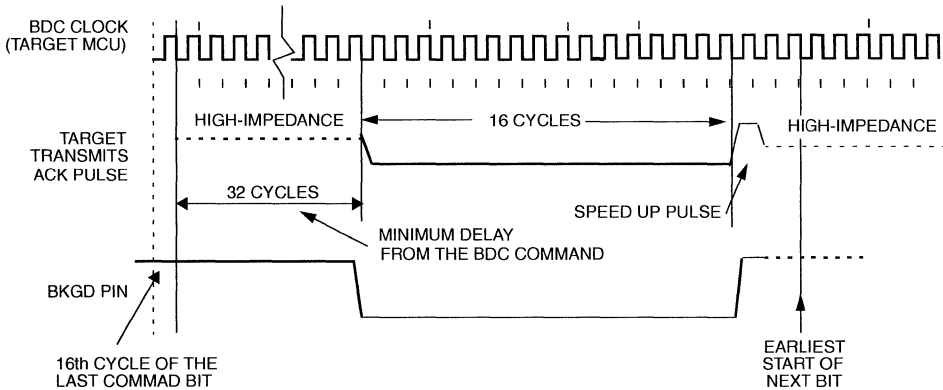 BDC CLOCK
(TARGET MCU)
HIGH-IMPEDANCE
16 CYCLES
HIGH-IMPEDANCE
TARGET
TRANSMITS
ACK PULSE
32 CYCLES
SPEED UP PULSE
MINIMUM DELAY
FROM THE BDC COMMAND
BKGD PIN
16th CYCLE OF THE
LAST COMMAD BIT
EARLIEST
START OF
NEXT BIT